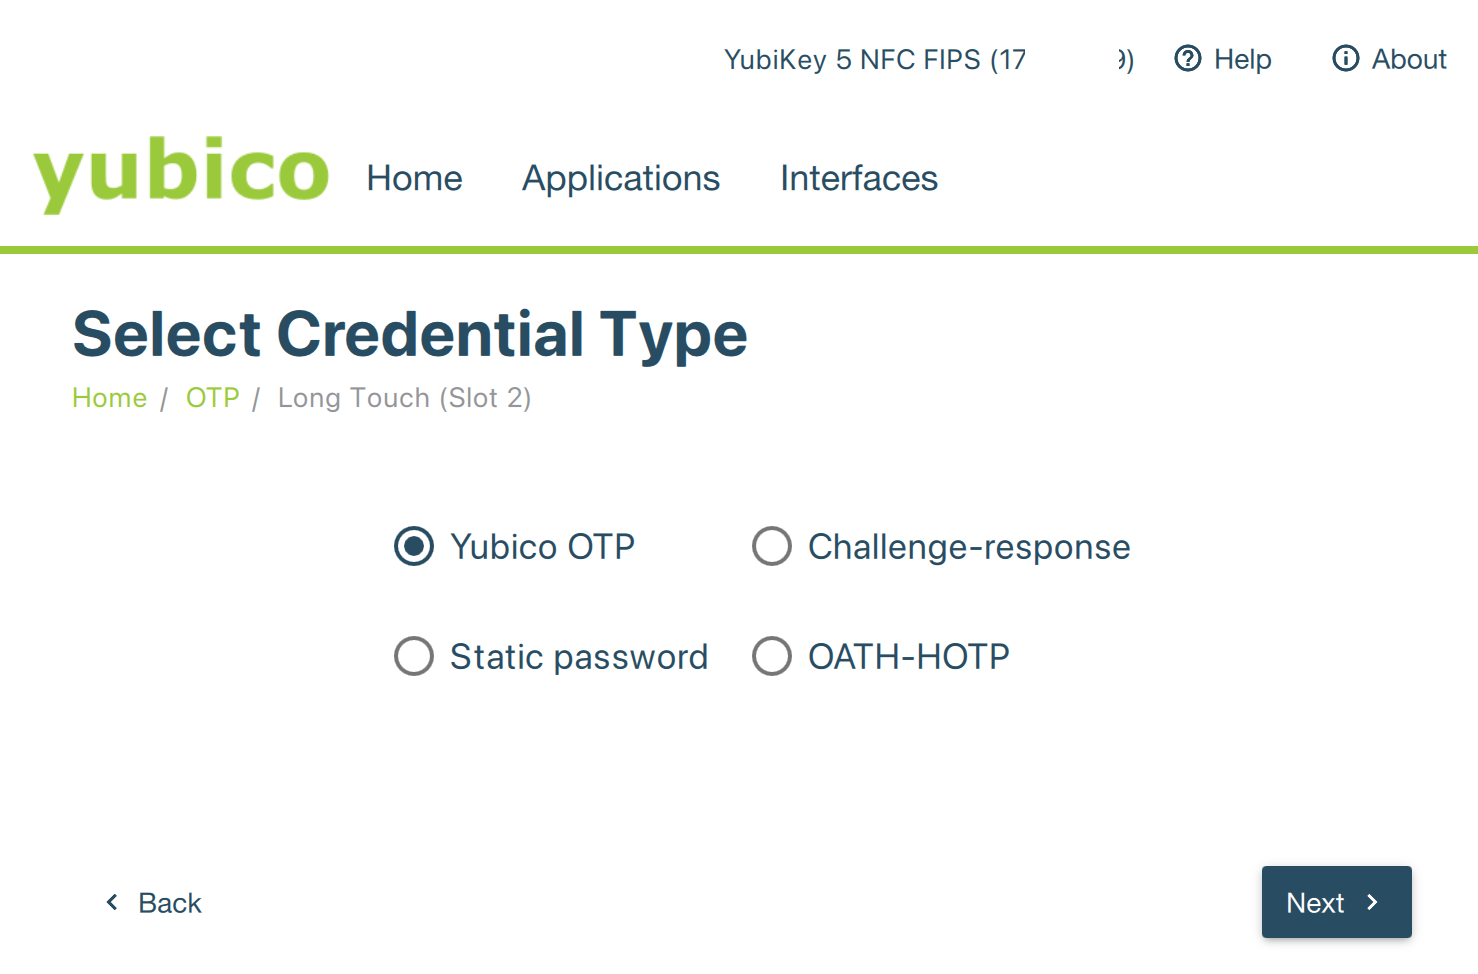 YubiKey 5 NFC FIPS (17 9) Help About
yubico Home Applications Interfaces
Select Credential Type
Home / OTP / Long Touch (Slot 2)
Yubico OTP Challenge-response
Static password OATH-HOTP
Back Next